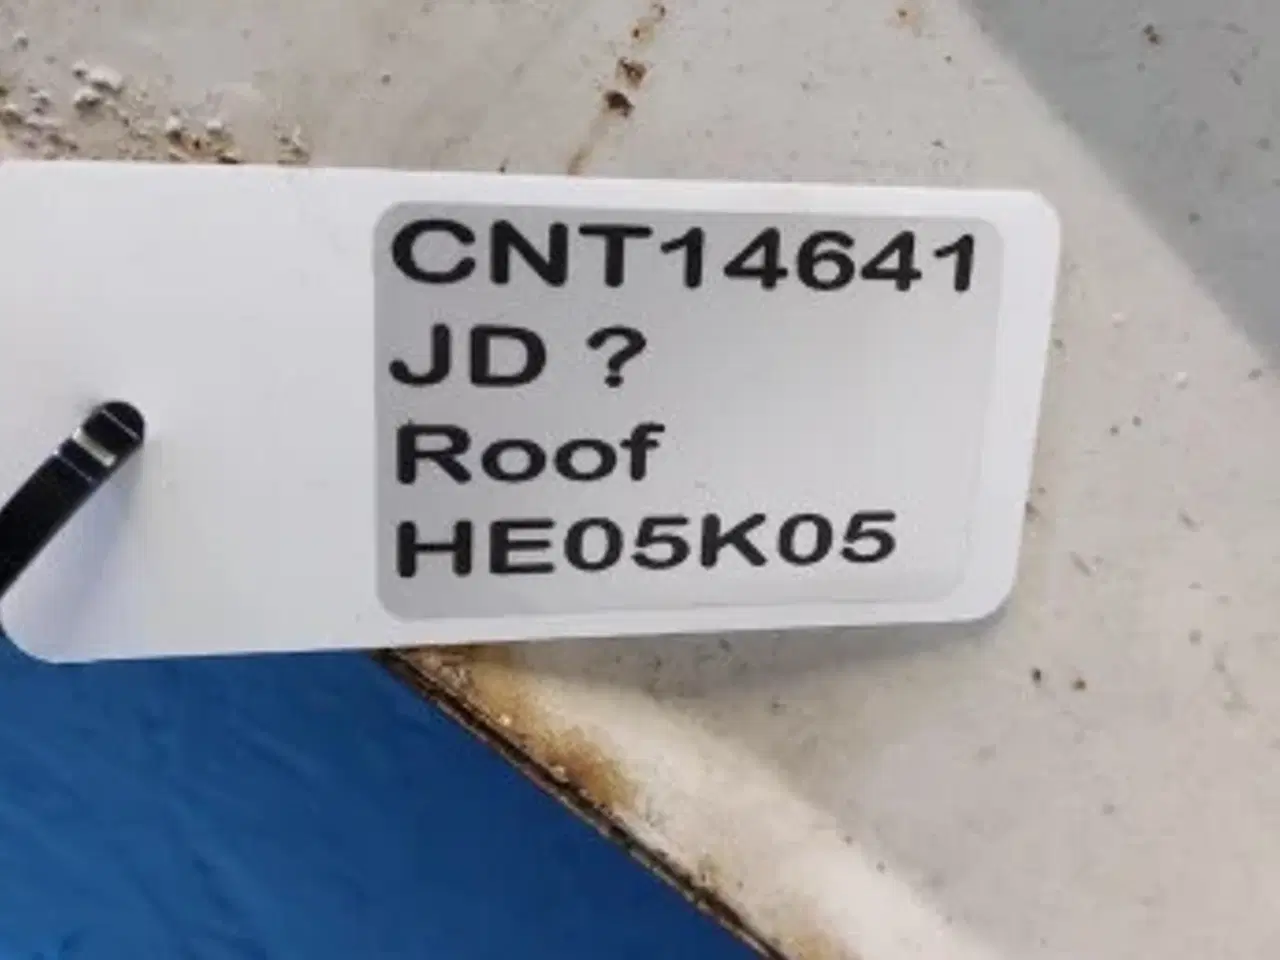 CNT14641
JD ?
Roof
HE05K05